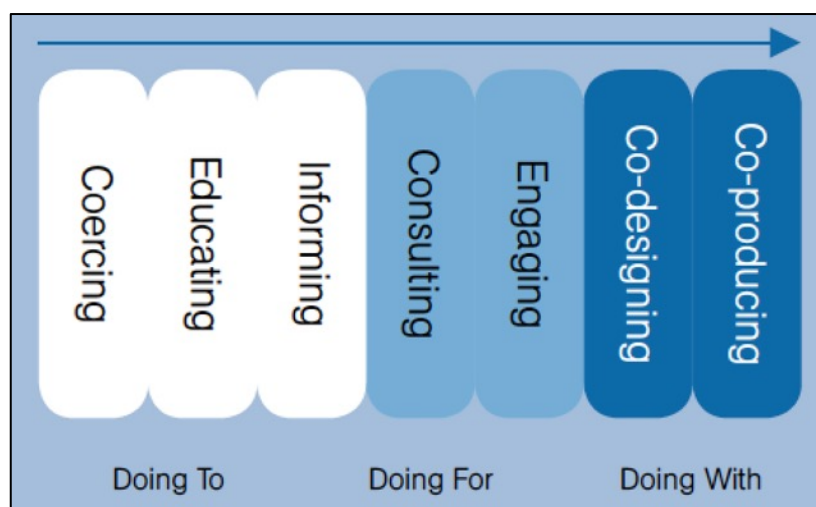 Coercing
Educating
Informing
Consulting
Engaging
Co-designing
Co-producing
Doing To
Doing For
Doing With